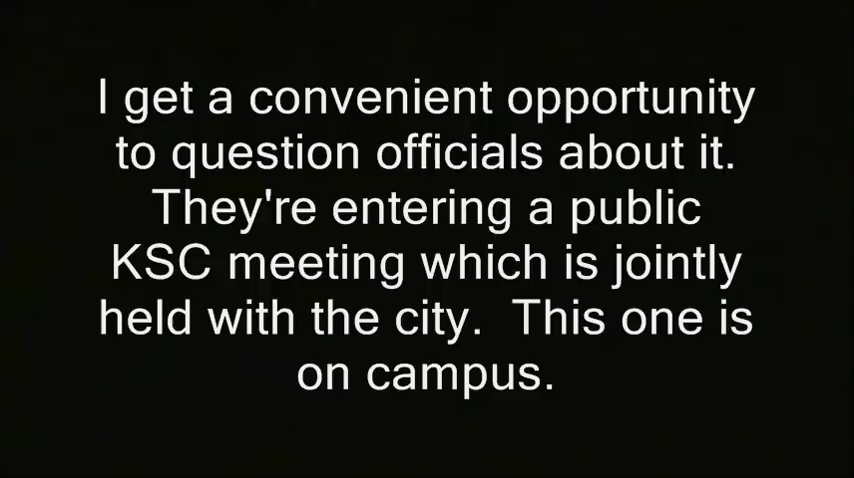 I get a convenient opportunity
to question officials about it.
They're entering a public
KSC meeting which is jointly
held with the city.  This one is
on campus.